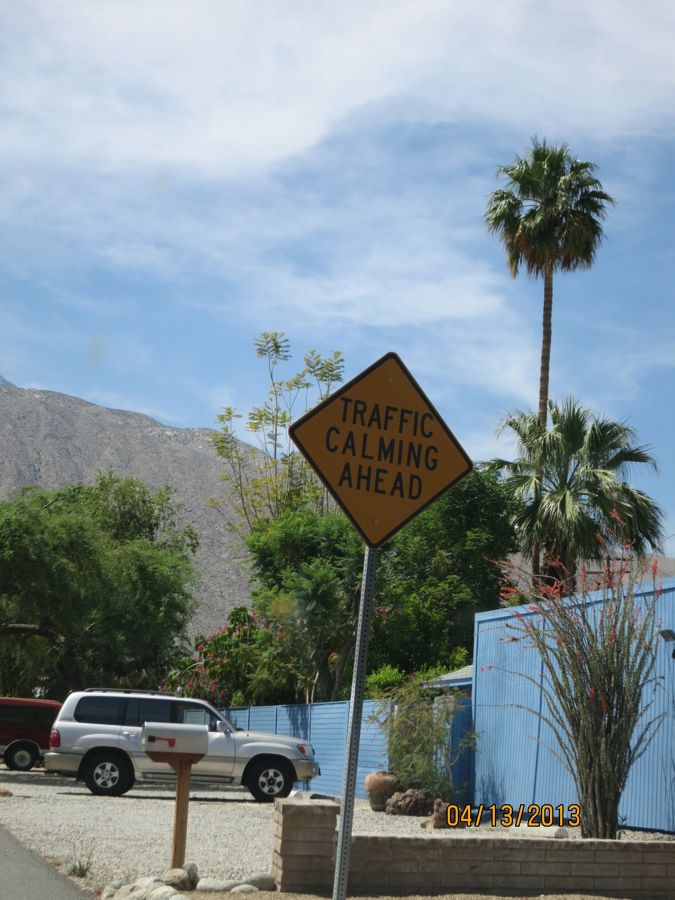 TRAFFIC
CALMING
AHEAD
04/13/2013